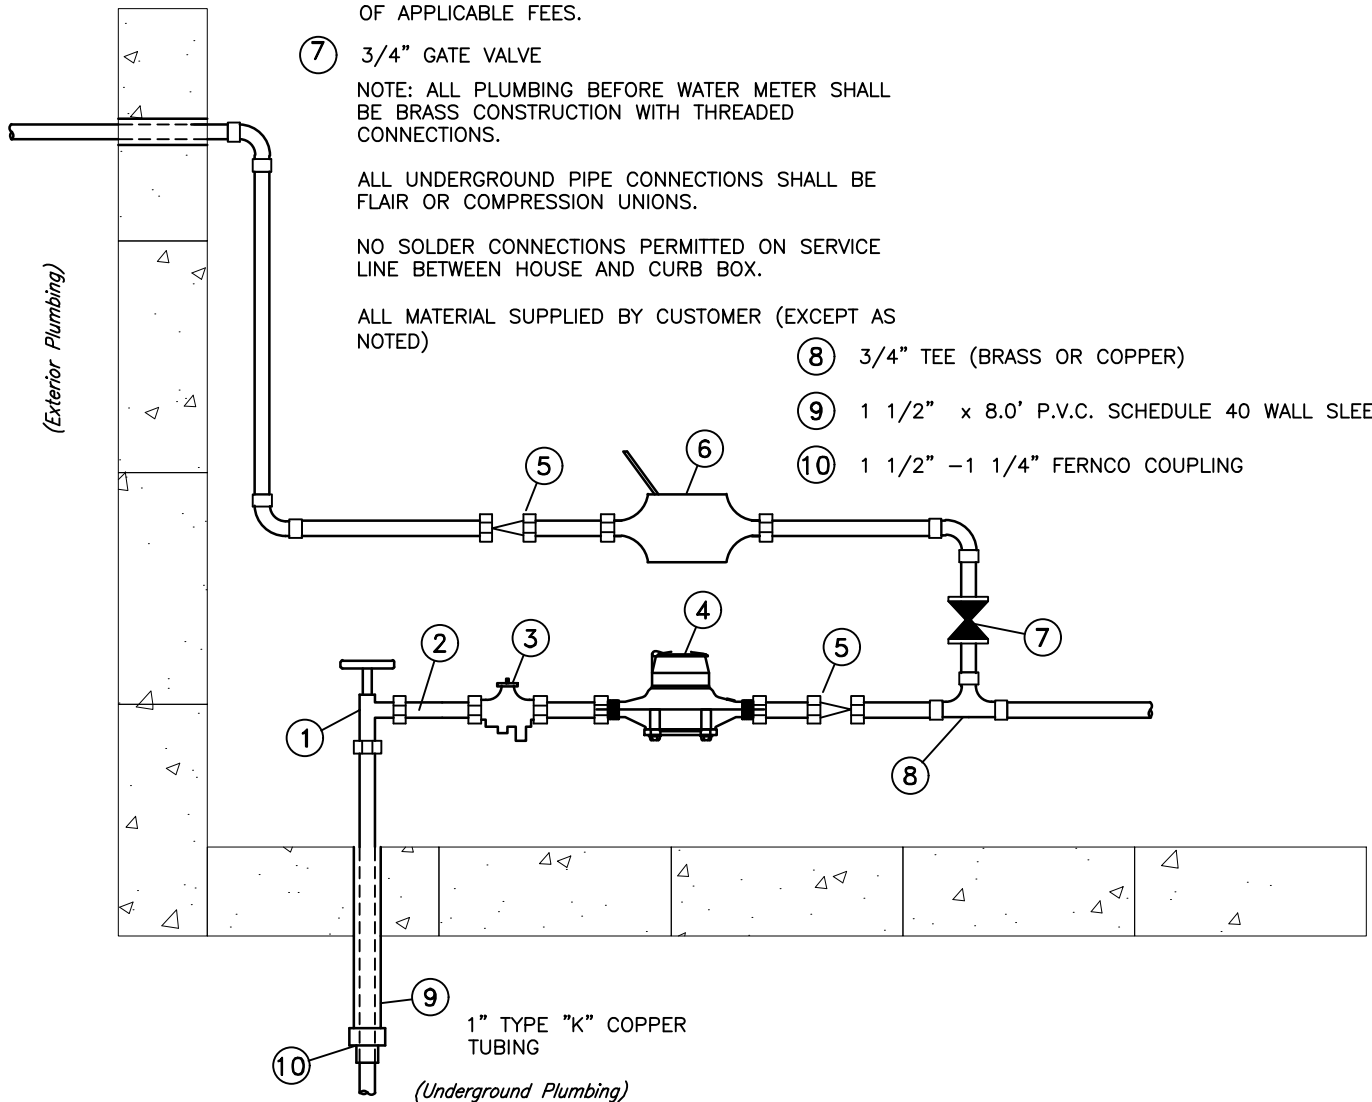 OF APPLICABLE FEES.
7 3/4" GATE VALVE
NOTE: ALL PLUMBING BEFORE WATER METER SHALL
BE BRASS CONSTRUCTION WITH THREADED
CONNECTIONS.
ALL UNDERGROUND PIPE CONNECTIONS SHALL BE
FLAIR OR COMPRESSION UNIONS.
NO SOLDER CONNECTIONS PERMITTED ON SERVICE
LINE BETWEEN HOUSE AND CURB BOX.
ALL MATERIAL SUPPLIED BY CUSTOMER (EXCEPT AS
NOTED)
8 3/4" TEE (BRASS OR COPPER)
9 1 1/2" x 8.0' P.V.C. SCHEDULE 40 WALL SLEE
10 1 1/2" -1 1/4" FERNCO COUPLING
(Exterior Plumbing)
5
6
7
1
2
3
4
5
8
9
10
1" TYPE "K" COPPER
TUBING
(Underground Plumbing)